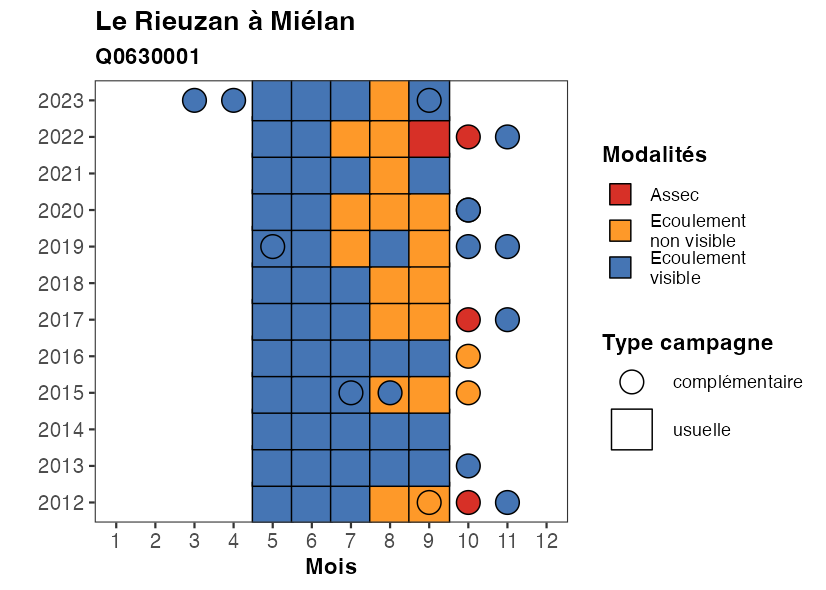 Le Rieuzan à Miélan
Q0630001
2023
2022
2021
2020
2019
2018
2017
2016
2015
2014
2013
2012
1 2 3 4 5 6 7 8 9 10 11 12
Mois
Modalités
Assec
Ecoulement
non visible
Ecoulement
visible
Type campagne
complémentaire
usuelle